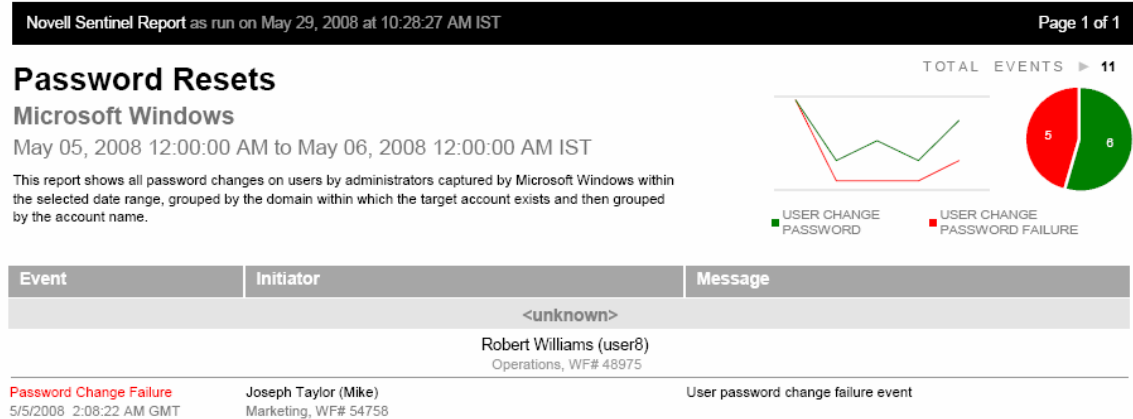 Novell Sentinel Report as run on May 29, 2008 at 10:28:27 AM IST
Page 1 of 1
TOTAL EVENTS ▶ 11
Password Resets
Microsoft Windows
May 05, 2008 12:00:00 AM to May 06, 2008 12:00:00 AM IST
This report shows all password changes on users by administrators captured by Microsoft Windows within
the selected date range, grouped by the domain within which the target account exists and then grouped
by the account name.
5
6
USER CHANGE
PASSWORD
USER CHANGE
PASSWORD FAILURE
Event
Initiator
Message
<unknown>
Robert Williams (user8)
Operations, WF# 48975
Password Change Failure
Joseph Taylor (Mike)
User password change failure event
5/5/2008 2:08:22 AM GMT
Marketing, WF# 54758